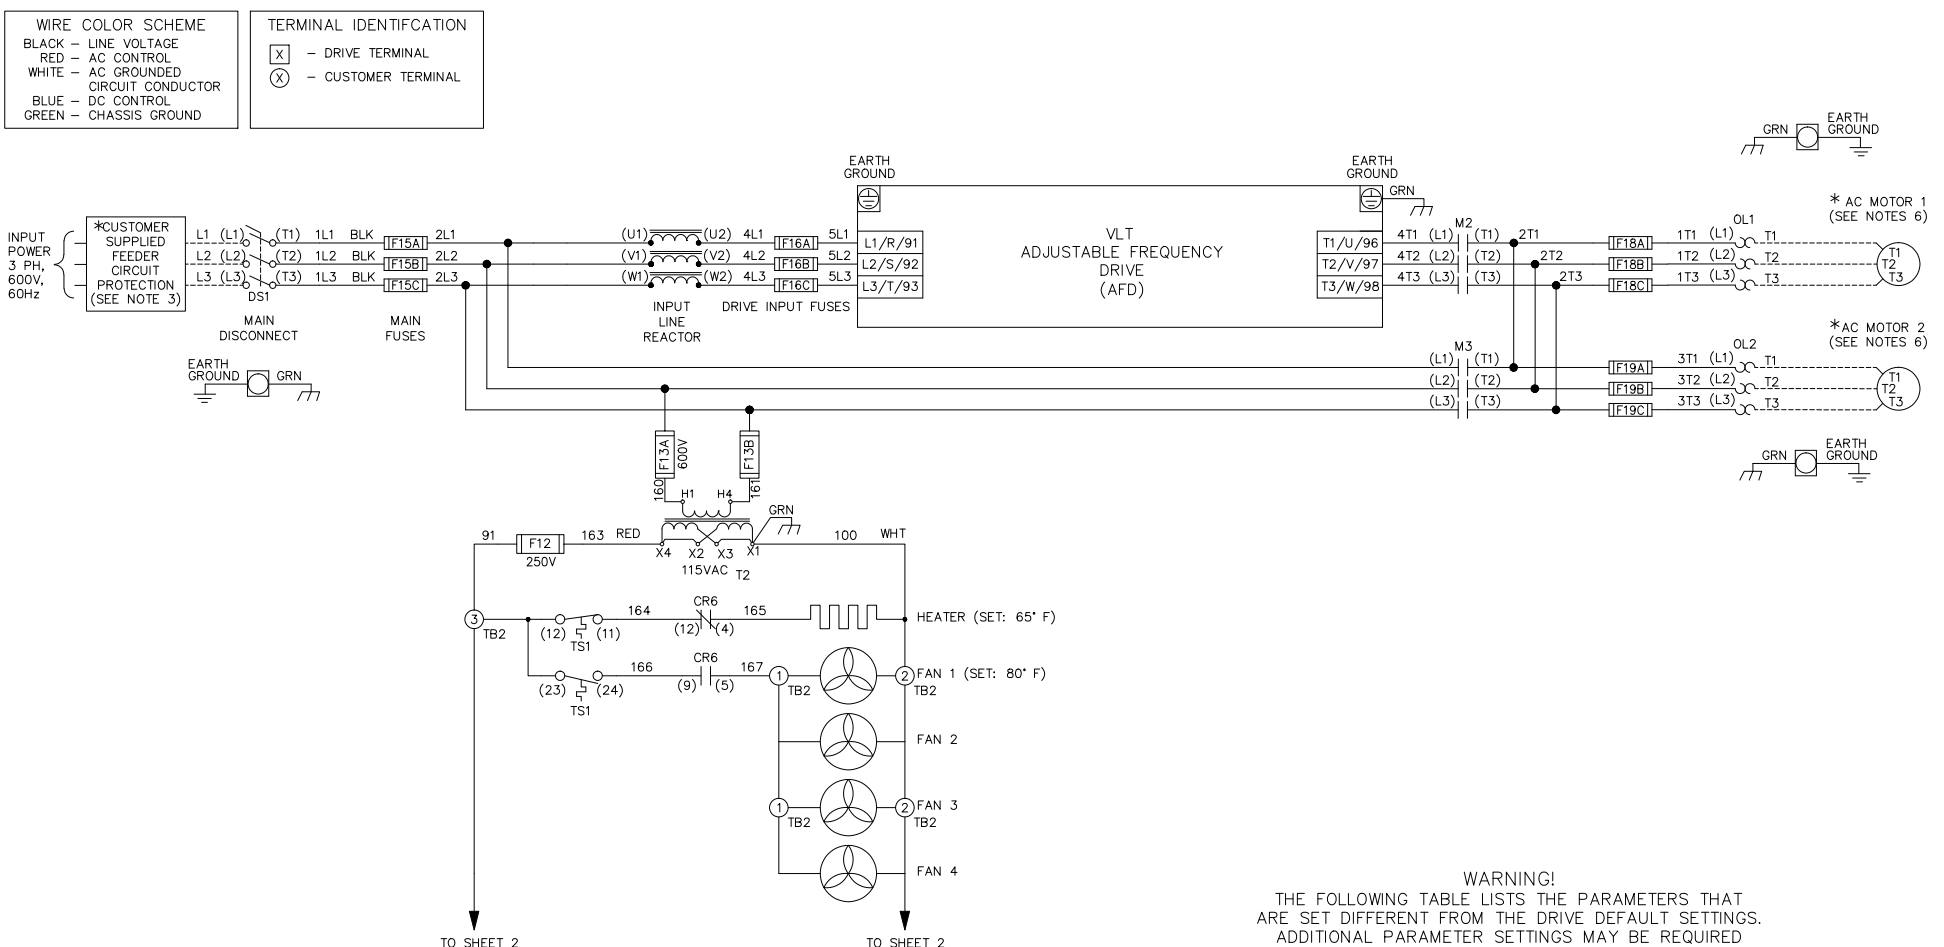 WIRE COLOR SCHEME
BLACK – LINE VOLTAGE
RED – AC CONTROL
WHITE – AC GROUNDED
CIRCUIT CONDUCTOR
BLUE – DC CONTROL
GREEN – CHASSIS GROUND
TERMINAL IDENTIFCATION
X – DRIVE TERMINAL
X – CUSTOMER TERMINAL
INPUT
POWER
3 PH,
600V,
60Hz
*CUSTOMER
SUPPLIED
FEEDER
CIRCUIT
PROTECTION
(SEE NOTE 3)
L1 (L1) (T1) 1L1 BLK F15A 2L1
L2 (L2) (T2) 1L2 BLK F15B 2L2
L3 (L3) (T3) 1L3 BLK F15C 2L3
DS1
MAIN
DISCONNECT
MAIN
FUSES
EARTH
GROUND
GRN
(U1) (U2) 4L1 F16A 5L1
(V1) (V2) 4L2 F16B 5L2
(W1) (W2) 4L3 F16C 5L3
INPUT
LINE
REACTOR
DRIVE INPUT FUSES
EARTH
GROUND
L1/R/91
L2/S/92
L3/T/93
VLT
ADJUSTABLE FREQUENCY
DRIVE
(AFD)
EARTH
GROUND
GRN
T1/U/96
T2/V/97
T3/W/98
M2
4T1 (L1) (T1) 2T1
4T2 (L2) (T2) 2T2
4T3 (L3) (T3) 2T3
GRN
EARTH
GROUND
* AC MOTOR 1
(SEE NOTES 6)
OL1
F18A 1T1 (L1) T1
F18B 1T2 (L2) T2
F18C 1T3 (L3) T3
T1
T2
T3
M3
(L1) (T1)
(L2) (T2)
(L3) (T3)
*AC MOTOR 2
(SEE NOTES 6)
OL2
F19A 3T1 (L1) T1
F19B 3T2 (L2) T2
F19C 3T3 (L3) T3
T1
T2
T3
GRN
EARTH
GROUND
F13A
600V
F13B
160
161
H1 H4
GRN
91 F12 163 RED
250V
X4 X2 X3 X1
100 WHT
115VAC T2
3
TB2
(12) (11)
TS1
164
CR6
(12) (4)
165
HEATER (SET: 65° F)
(23) (24)
TS1
166
CR6
(9) (5)
167
1
TB2
2
TB2
FAN 1 (SET: 80° F)
FAN 2
1
TB2
2
TB2
FAN 3
FAN 4
TO SHEET 2
TO SHEET 2
WARNING!
THE FOLLOWING TABLE LISTS THE PARAMETERS THAT
ARE SET DIFFERENT FROM THE DRIVE DEFAULT SETTINGS.
ADDITIONAL PARAMETER SETTINGS MAY BE REQUIRED